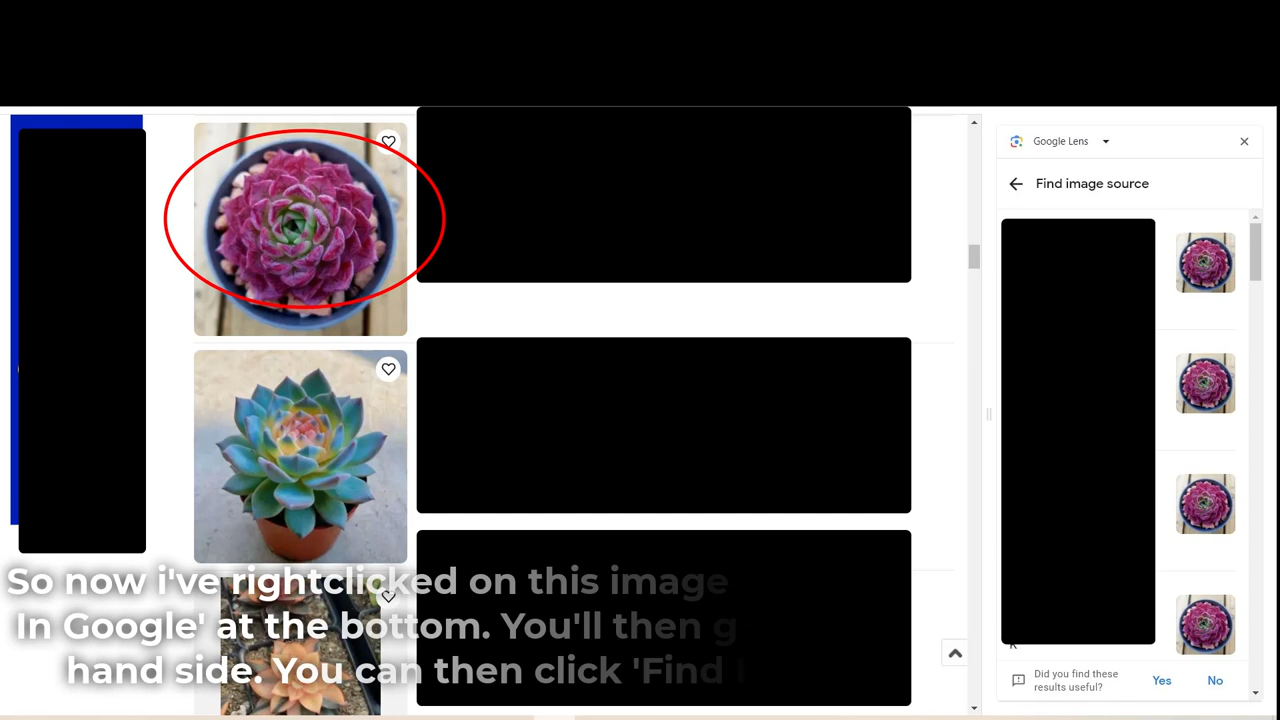 Google Lens
Find image source
So now i've rightclicked on this image
In Google' at the bottom. You'll then g
hand side. You can then click 'Find
Did you find these
results useful?
Yes
No